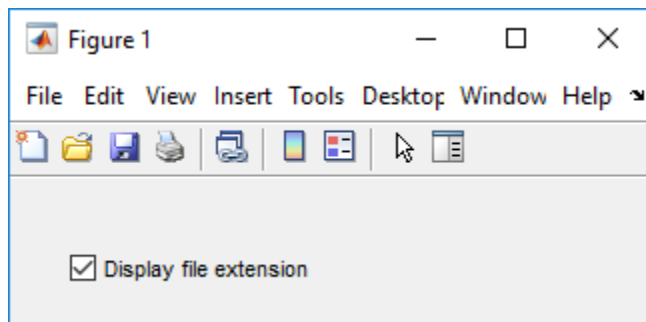 Figure 1
File Edit View Insert Tools Desktop Window Help
Display file extension